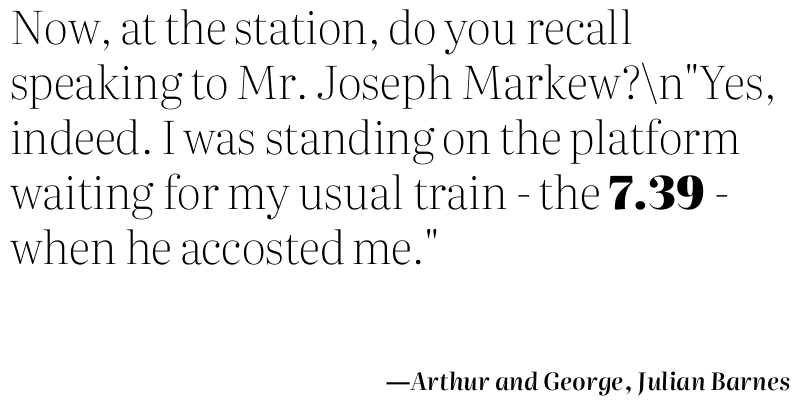 Now, at the station, do you recall
speaking to Mr. Joseph Markew?\n"Yes,
indeed. I was standing on the platform
waiting for my usual train - the 7.39 -
when he accosted me."
—Arthur and George, Julian Barnes